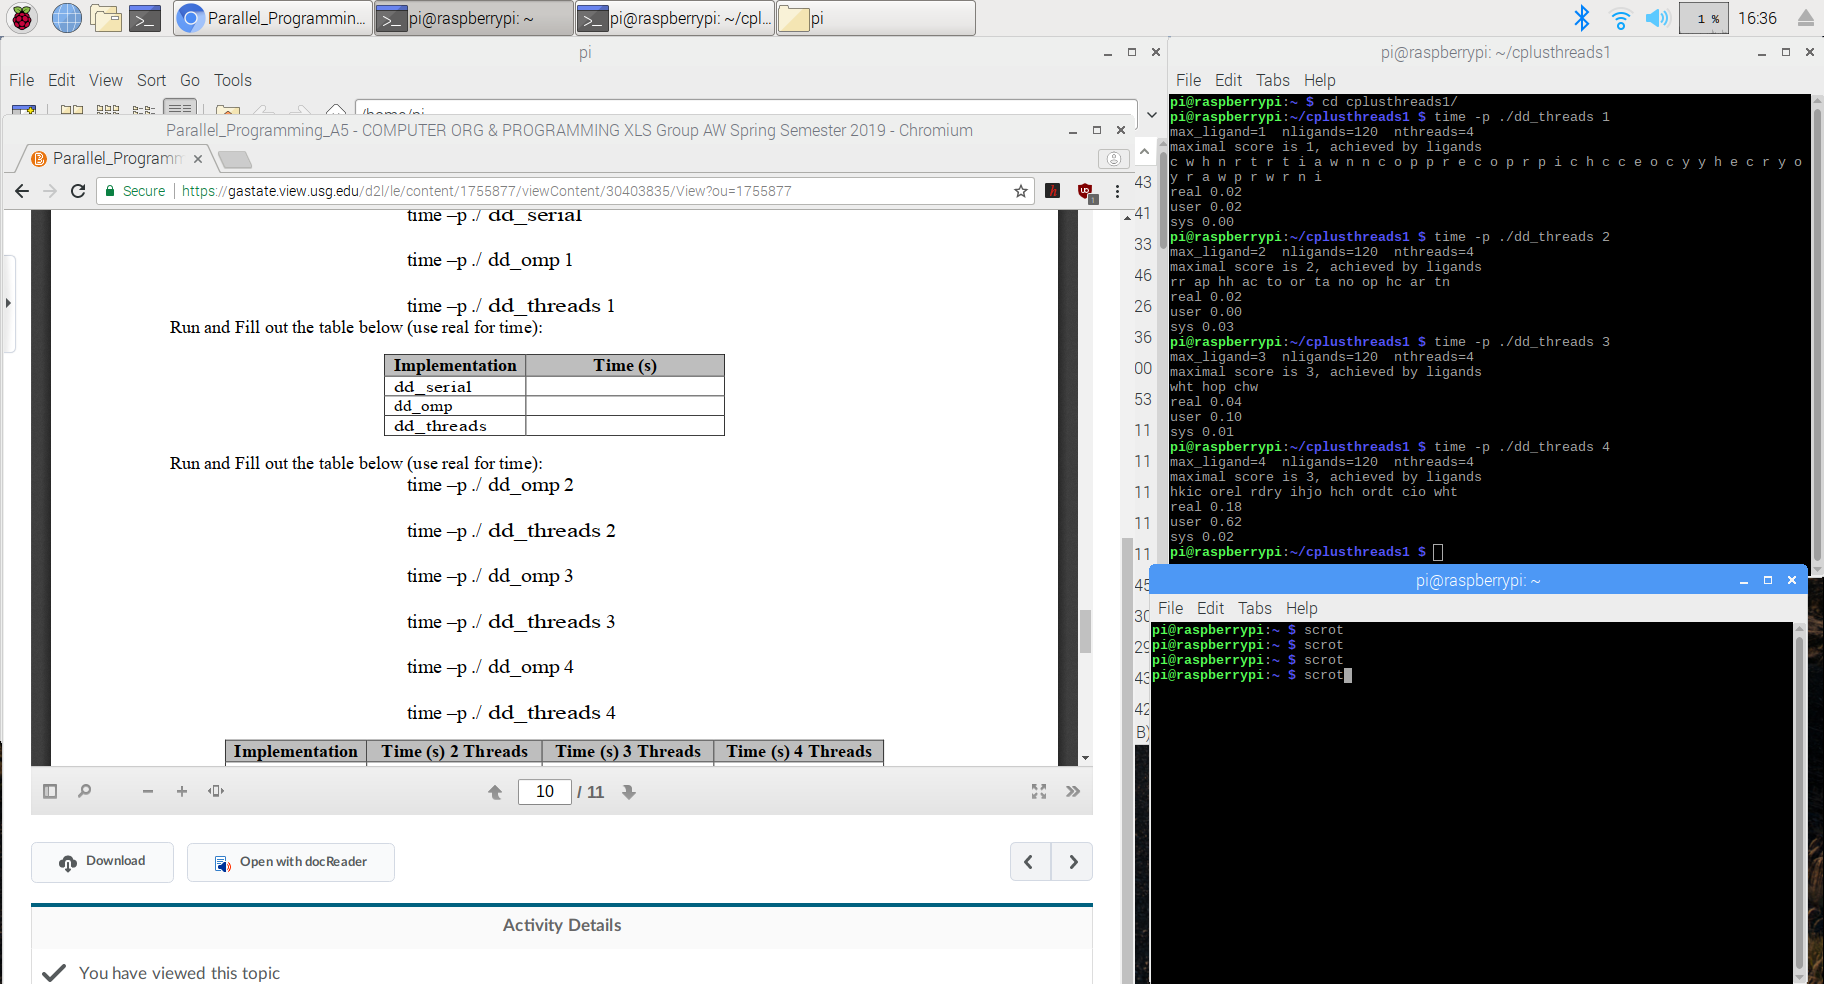 Parallel_Programmin...
pi@raspberrypi: ~
pi@raspberrypi: ~/cpl...
pi
1 %
16:36
pi
File Edit View Sort Go Tools
/home/pi
Parallel_Programming_A5 - COMPUTER ORG & PROGRAMMING XLS Group AW Spring Semester 2019 - Chromium
Parallel_Programm
Secure
https://gastate.view.usg.edu/d2l/le/content/1755877/viewContent/30403835/View?ou=1755877
time –p ./ dd_serial
time –p ./ dd_omp 1
time –p ./ dd_threads 1
Run and Fill out the table below (use real for time):
Implementation Time (s)
dd_serial
dd_omp
dd_threads
Run and Fill out the table below (use real for time):
time –p ./ dd_omp 2
time –p ./ dd_threads 2
time –p ./ dd_omp 3
time –p ./ dd_threads 3
time –p ./ dd_omp 4
time –p ./ dd_threads 4
Implementation Time (s) 2 Threads Time (s) 3 Threads Time (s) 4 Threads
10 / 11
Download
Open with docReader
Activity Details
You have viewed this topic
43
41
33
46
26
36
00
53
11
11
11
11
11
45
30
29
43
42
B)
pi@raspberrypi: ~/cplusthreads1
File Edit Tabs Help
pi@raspberrypi:~ $ cd cplusthreads1/
pi@raspberrypi:~/cplusthreads1 $ time -p ./dd_threads 1
max_ligand=1 nligands=120 nthreads=4
maximal score is 1, achieved by ligands
c w h n r t r t i a w n n c o p p r e c o p r p i c h c c e o c y y h e c r y o
y r a w p r w r n i
real 0.02
user 0.02
sys 0.00
pi@raspberrypi:~/cplusthreads1 $ time -p ./dd_threads 2
max_ligand=2 nligands=120 nthreads=4
maximal score is 2, achieved by ligands
rr ap hh ac to or ta no op hc ar tn
real 0.02
user 0.00
sys 0.03
pi@raspberrypi:~/cplusthreads1 $ time -p ./dd_threads 3
max_ligand=3 nligands=120 nthreads=4
maximal score is 3, achieved by ligands
wht hop chw
real 0.04
user 0.10
sys 0.01
pi@raspberrypi:~/cplusthreads1 $ time -p ./dd_threads 4
max_ligand=4 nligands=120 nthreads=4
maximal score is 3, achieved by ligands
hkic orel rdry ihjo hch ordt cio wht
real 0.18
user 0.62
sys 0.02
pi@raspberrypi:~/cplusthreads1 $
pi@raspberrypi: ~
File Edit Tabs Help
pi@raspberrypi:~ $ scrot
pi@raspberrypi:~ $ scrot
pi@raspberrypi:~ $ scrot
pi@raspberrypi:~ $ scrot